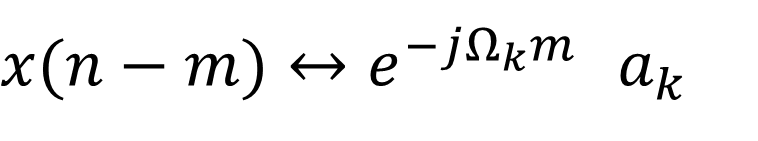 x(n − m) ↔ e^{−jΩ_k m} a_k